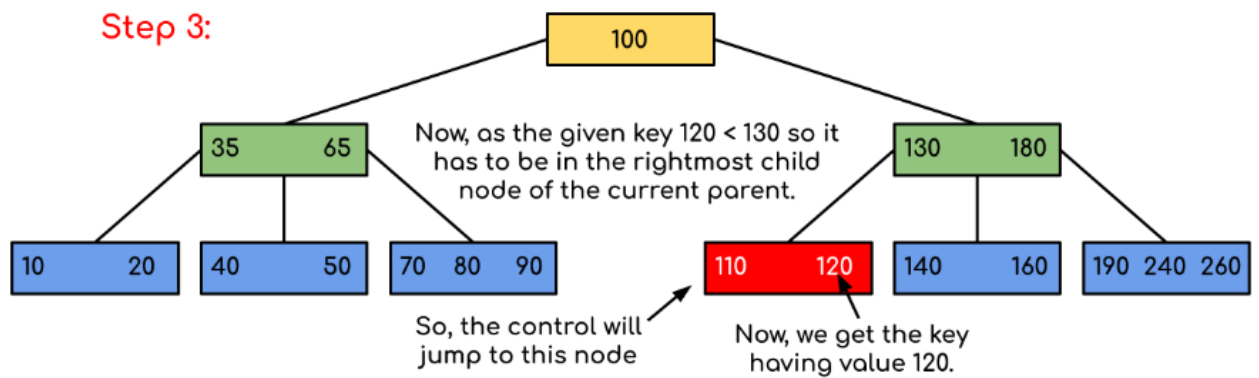 Step 3:
100
Now, as the given key 120 < 130 so it
has to be in the rightmost child
node of the current parent.
35 65
130 180
10 20
40 50
70 80 90
110 120
140 160
190 240 260
So, the control will
jump to this node
Now, we get the key
having value 120.